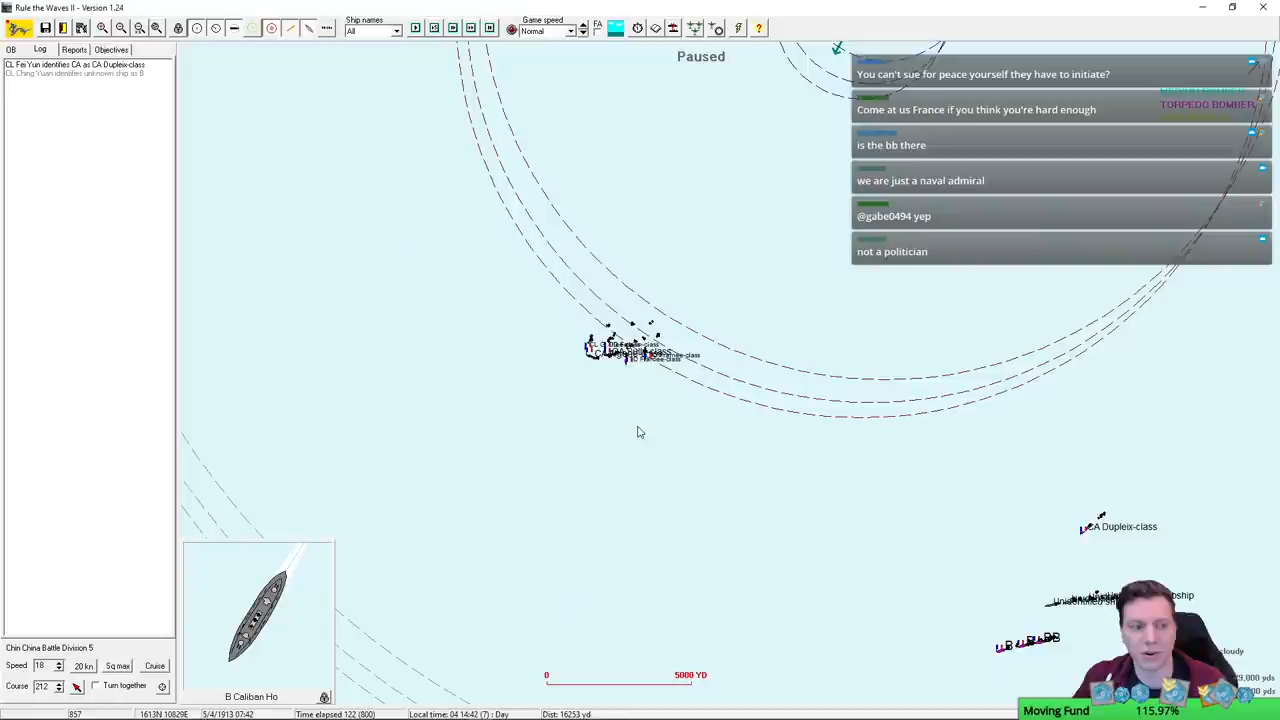 Rule the Waves II - Version 1.24
Ship names
All
FA
Game speed
Normal
OB
Log
Reports
Objectives
Paused
CL Fei Yun identifies CA as CA Dupleix-class
CL Ching Yuan identifies unknown ship as B
You can't sue for peace yourself they have to initiate?
Come at us France if you think you're hard enough
TORPEDO BOMBER
is the bb there
we are just a naval admiral
@gabe0494 yep
not a politician
CA Dupleix-class
B
B
BB
cloudy
0
5000 YD
B Caliban Ho
Chin China Battle Division 5
Speed 18 20 kn Sq max Cruise
Course 212 Turn together
Moving Fund 115.97%
857
1613N 10829E
5/4/1913 07:42
Time elapsed 122 (800)
Local time: 04 14:42 (7) : Day
Dist: 16253 yd